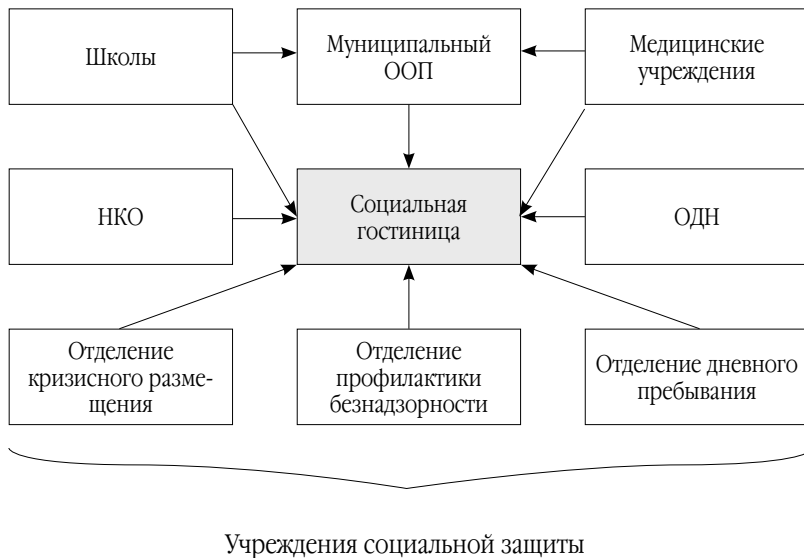 Школы
Муниципальный
ООП
Медицинские
учреждения
НКО
Социальная
гостиница
ОДН
Отделение
кризисного разме-
щения
Отделение
профилактики
безнадзорности
Отделение дневного
пребывания
Учреждения социальной защиты